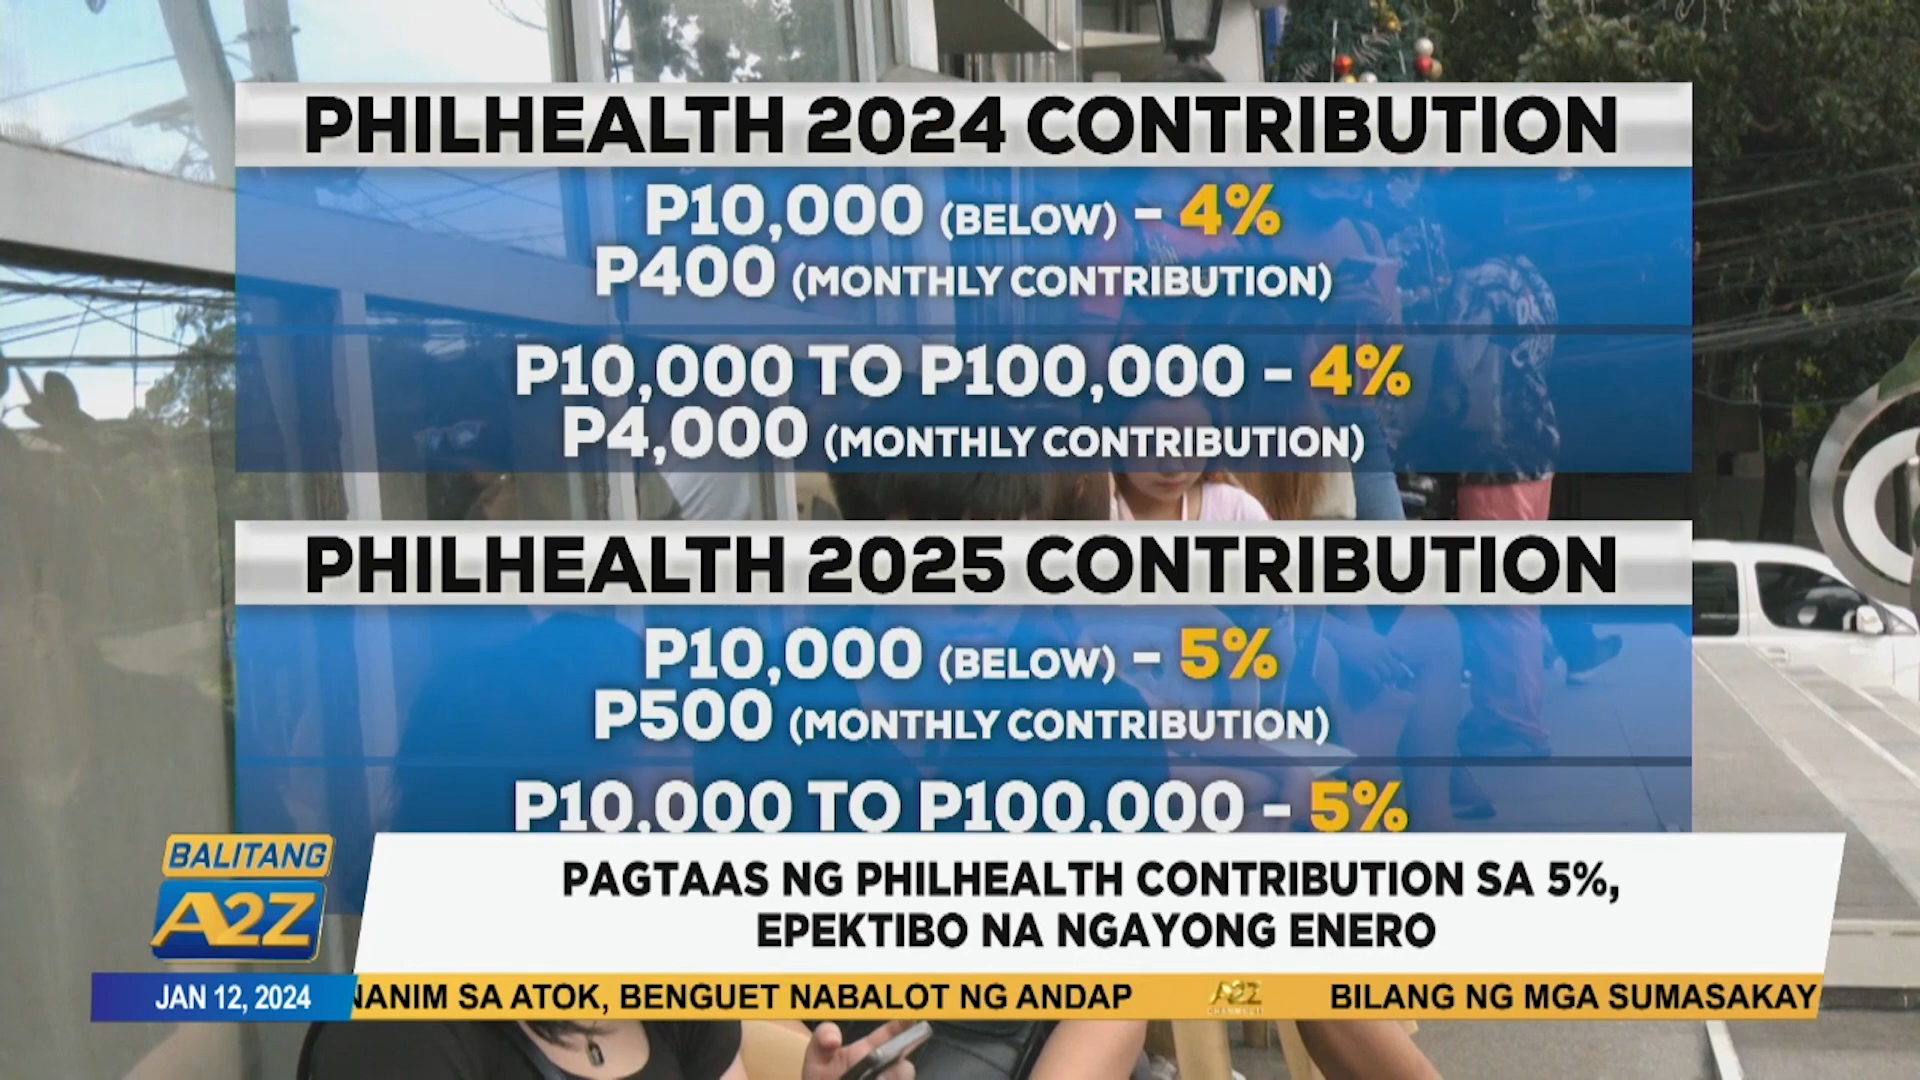 PHILHEALTH 2024 CONTRIBUTION
P10,000 (BELOW) - 4%
P400 (MONTHLY CONTRIBUTION)
P10,000 TO P100,000 - 4%
P4,000 (MONTHLY CONTRIBUTION)
PHILHEALTH 2025 CONTRIBUTION
P10,000 (BELOW) - 5%
P500 (MONTHLY CONTRIBUTION)
P10,000 TO P100,000 - 5%
BALITANG
A2Z
PAGTAAS NG PHILHEALTH CONTRIBUTION SA 5%,
EPEKTIBO NA NGAYONG ENERO
JAN 12, 2024
NANIM SA ATOK, BENGUET NABALOT NG ANDAP A2Z BILANG NG MGA SUMASAKAY